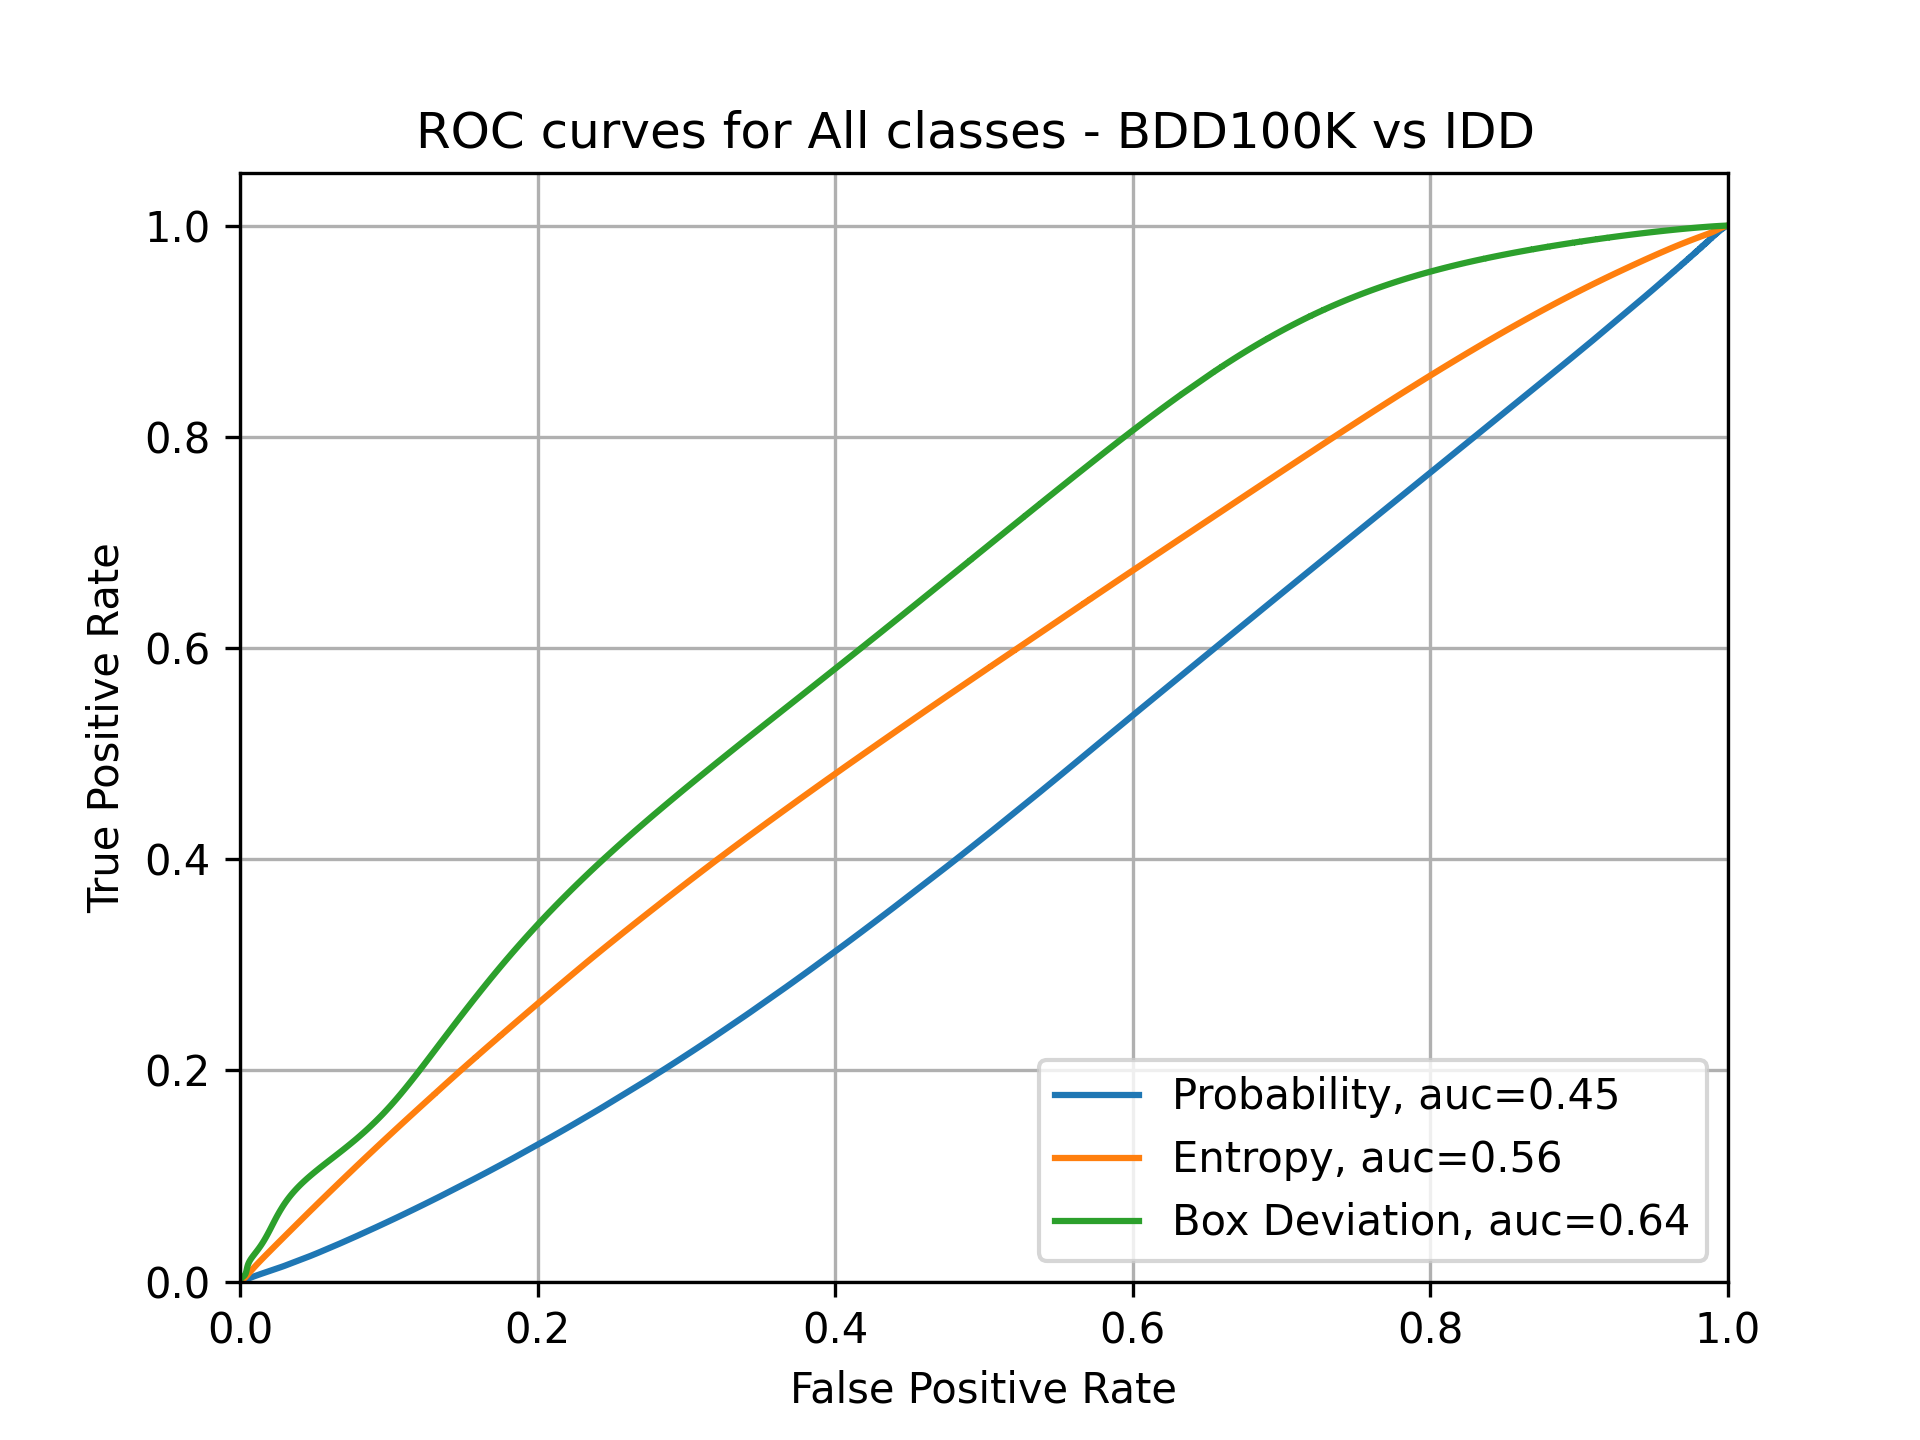 ROC curves for All classes - BDD100K vs IDD
1.0
0.8
0.6
0.4
0.2
0.0
True Positive Rate
Probability, auc=0.45
Entropy, auc=0.56
Box Deviation, auc=0.64
0.0 0.2 0.4 0.6 0.8 1.0
False Positive Rate